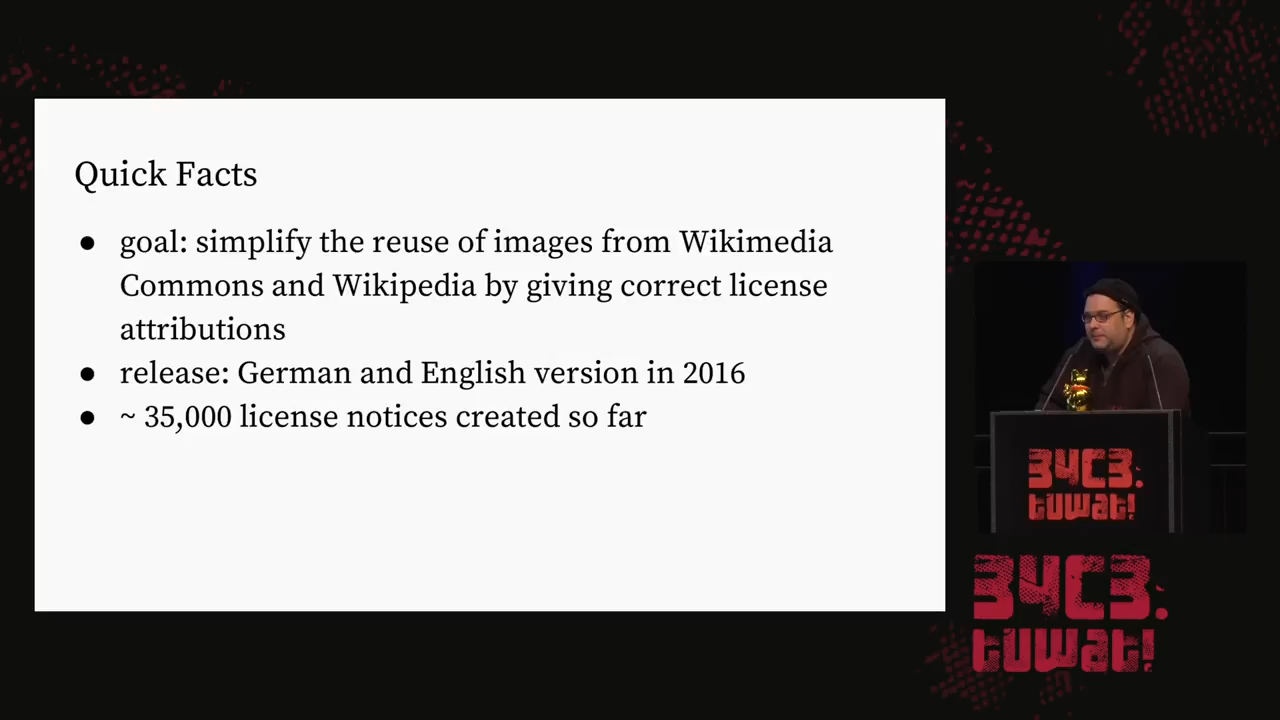 Quick Facts
● goal: simplify the reuse of images from Wikimedia
Commons and Wikipedia by giving correct license
attributions
● release: German and English version in 2016
● ~ 35,000 license notices created so far
34C3.
tuwat!
34C3.
tuwat!